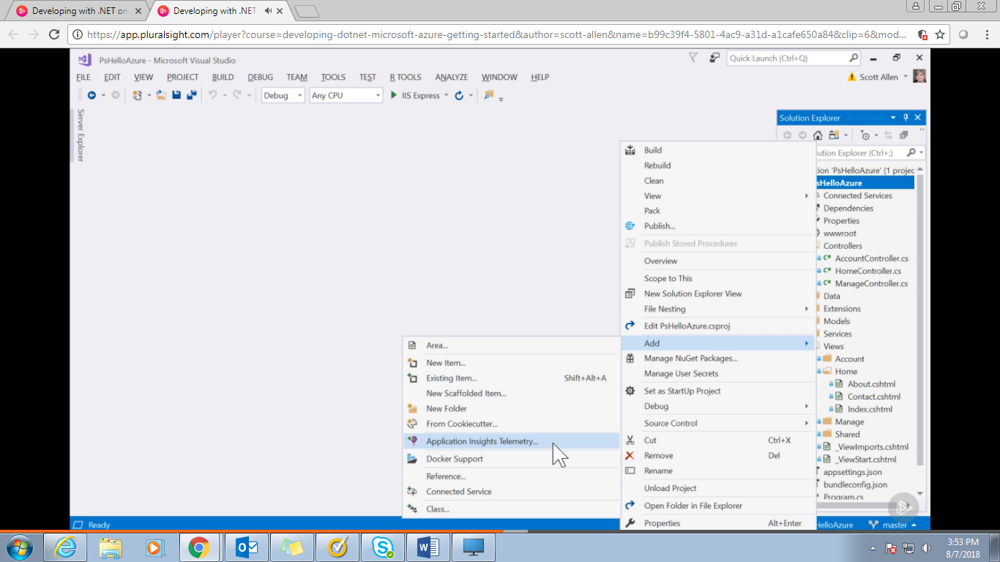 Developing with .NET on
Developing with .NET
https://app.pluralsight.com/player?course=developing-dotnet-microsoft-azure-getting-started&author=scott-allen&name=b99c39f4-5801-4ac9-a31d-a1cafe650a84&clip=6&mod...
PsHelloAzure - Microsoft Visual Studio
Quick Launch (Ctrl+Q)
FILE EDIT VIEW PROJECT BUILD DEBUG TEAM TOOLS TEST R TOOLS ANALYZE WINDOW HELP
Scott Allen
Debug Any CPU IIS Express
Server Explorer
Solution Explorer
ution Explorer (Ctrl+;)
ion 'PsHelloAzure' (1 projec
sHelloAzure
Connected Services
Dependencies
Properties
wwwroot
Controllers
C# AccountController.cs
C# HomeController.cs
C# ManageController.cs
Data
Extensions
Models
Services
Views
Account
Home
About.cshtml
Contact.cshtml
Index.cshtml
Manage
Shared
_ViewImports.cshtml
_ViewStart.cshtml
appsettings.json
bundleconfig.json
Program.cs
Build
Rebuild
Clean
View
Pack
Publish...
Publish Stored Procedures
Overview
Scope to This
New Solution Explorer View
File Nesting
Edit PsHelloAzure.csproj
Add
Manage NuGet Packages...
Manage User Secrets
Set as StartUp Project
Debug
Source Control
Cut Ctrl+X
Remove Del
Rename
Unload Project
Open Folder in File Explorer
Properties Alt+Enter
Area...
New Item...
Existing Item... Shift+Alt+A
New Scaffolded Item...
New Folder
From Cookiecutter...
Application Insights Telemetry...
Docker Support
Reference...
Connected Service
Class...
Ready
HelloAzure master
3:53 PM
8/7/2018